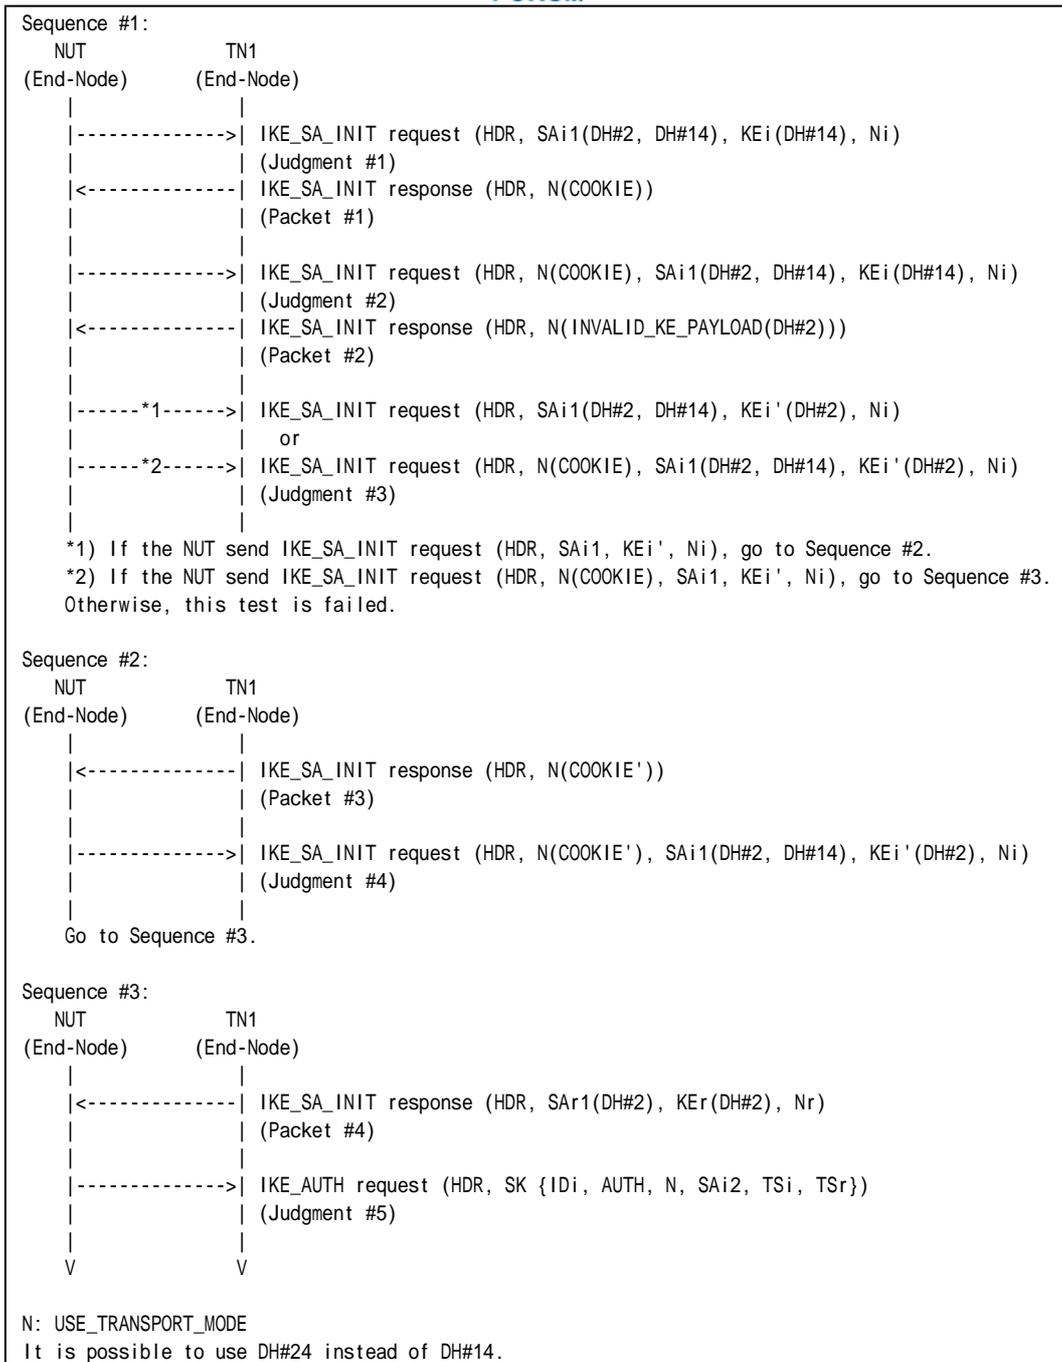 Sequence #1:
NUT TN1
(End-Node) (End-Node)
| |
|-------------->| IKE_SA_INIT request (HDR, SAi1(DH#2, DH#14), KEi(DH#14), Ni)
| | (Judgment #1)
|<--------------| IKE_SA_INIT response (HDR, N(COOKIE))
| | (Packet #1)
| |
|-------------->| IKE_SA_INIT request (HDR, N(COOKIE), SAi1(DH#2, DH#14), KEi(DH#14), Ni)
| | (Judgment #2)
|<--------------| IKE_SA_INIT response (HDR, N(INVALID_KE_PAYLOAD(DH#2)))
| | (Packet #2)
| |
|------*1------>| IKE_SA_INIT request (HDR, SAi1(DH#2, DH#14), KEi'(DH#2), Ni)
| | or
|------*2------>| IKE_SA_INIT request (HDR, N(COOKIE), SAi1(DH#2, DH#14), KEi'(DH#2), Ni)
| | (Judgment #3)
| |
*1) If the NUT send IKE_SA_INIT request (HDR, SAi1, KEi', Ni), go to Sequence #2.
*2) If the NUT send IKE_SA_INIT request (HDR, N(COOKIE), SAi1, KEi', Ni), go to Sequence #3.
Otherwise, this test is failed.
Sequence #2:
NUT TN1
(End-Node) (End-Node)
| |
|<--------------| IKE_SA_INIT response (HDR, N(COOKIE'))
| | (Packet #3)
| |
|-------------->| IKE_SA_INIT request (HDR, N(COOKIE'), SAi1(DH#2, DH#14), KEi'(DH#2), Ni)
| | (Judgment #4)
| |
Go to Sequence #3.
Sequence #3:
NUT TN1
(End-Node) (End-Node)
| |
|<--------------| IKE_SA_INIT response (HDR, SAr1(DH#2), KEr(DH#2), Nr)
| | (Packet #4)
| |
|-------------->| IKE_AUTH request (HDR, SK {IDi, AUTH, N, SAi2, TSi, TSr})
| | (Judgment #5)
| |
V V
N: USE_TRANSPORT_MODE
It is possible to use DH#24 instead of DH#14.